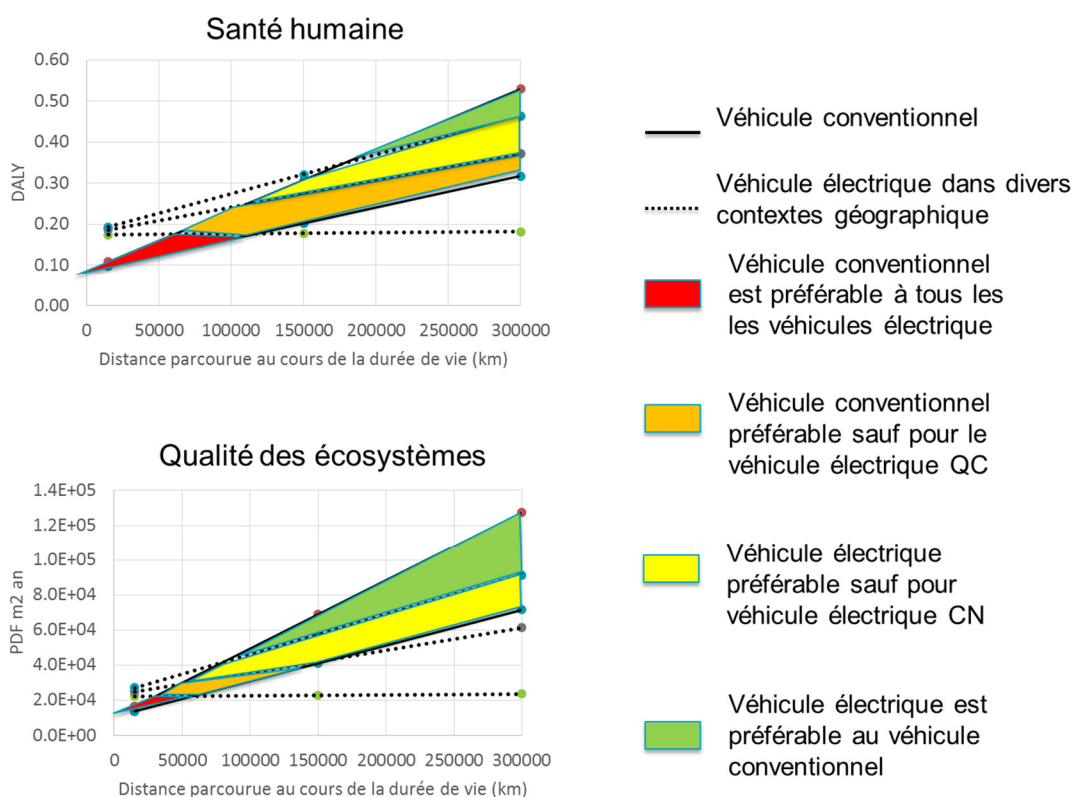 Santé humaine
0.60
0.50
0.40
0.30
0.20
0.10
0.00
DALY
0 50000 100000 150000 200000 250000 300000
Distance parcourue au cours de la durée de vie (km)
Qualité des écosystèmes
1.4E+05
1.2E+05
1.0E+05
8.0E+04
6.0E+04
4.0E+04
2.0E+04
0.0E+00
PDF m2 an
0 50000 100000 150000 200000 250000 300000
Distance parcourue au cours de la durée de vie (km)
Véhicule conventionnel
Véhicule électrique dans divers
contextes géographique
Véhicule conventionnel
est préférable à tous les
les véhicules électrique
Véhicule conventionnel
préférable sauf pour le
véhicule électrique QC
Véhicule électrique
préférable sauf pour
véhicule électrique CN
Véhicule électrique est
préférable au véhicule
conventionnel